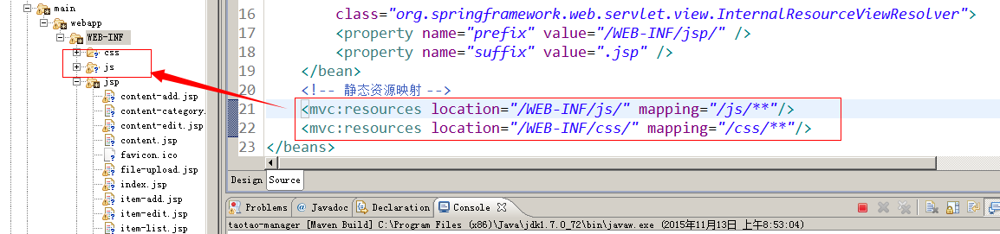 main
webapp
WEB-INF
css
js
jsp
content-add.jsp
content-category.
content-edit.jsp
content.jsp
favicon.ico
file-upload.jsp
index.jsp
item-add.jsp
item-edit.jsp
item-list.jsp
16 class="org.springframework.web.servlet.view.InternalResourceViewResolver">
17 <property name="prefix" value="/WEB-INF/jsp/" />
18 <property name="suffix" value=".jsp" />
19 </bean>
20 <!-- 静态资源映射 -->
21 <mvc:resources location="/WEB-INF/js/" mapping="/js/**"/>
22 <mvc:resources location="/WEB-INF/css/" mapping="/css/**"/>
23 </beans>
Design Source
Problems @ Javadoc Declaration Console
taotao-manager [Maven Build] C:\Program Files (x86)\Java\jdk1.7.0_72\bin\javaw.exe (2015年11月13日 上午8:53:04)